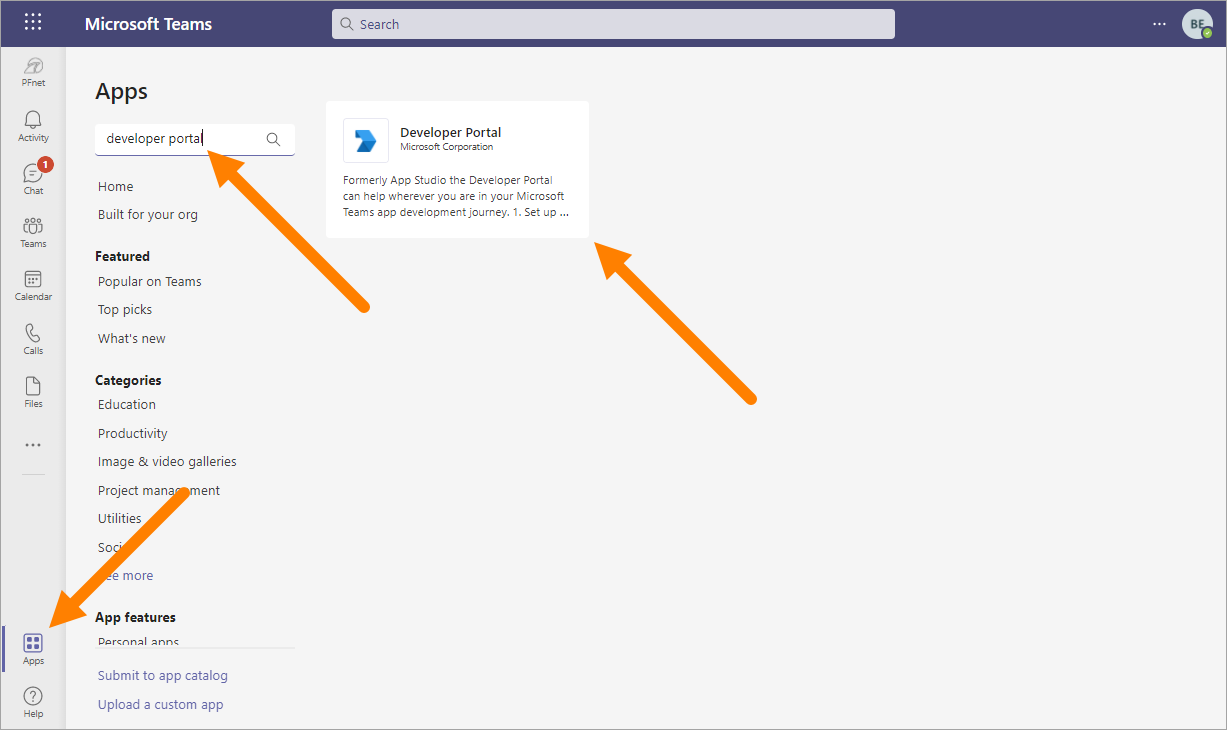 Microsoft Teams
Search
...
BE
PFnet
Activity
1
Chat
Teams
Calendar
Calls
Files
...
Apps
Help
Apps
developer portal
Home
Built for your org
Featured
Popular on Teams
Top picks
What's new
Categories
Education
Productivity
Image & video galleries
Project management
Utilities
See more
App features
Personal apps
Submit to app catalog
Upload a custom app
Developer Portal
Microsoft Corporation
Formerly App Studio the Developer Portal
can help wherever you are in your Microsoft
Teams app development journey. 1. Set up ...